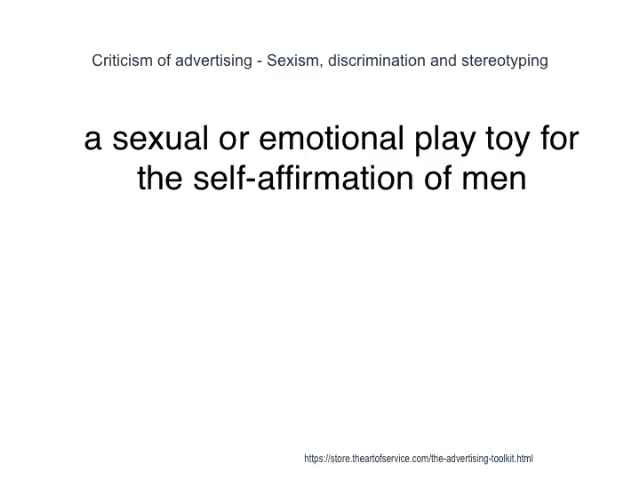 Criticism of advertising - Sexism, discrimination and stereotyping
a sexual or emotional play toy for
the self-affirmation of men
https://store.theartofservice.com/the-advertising-toolkit.html